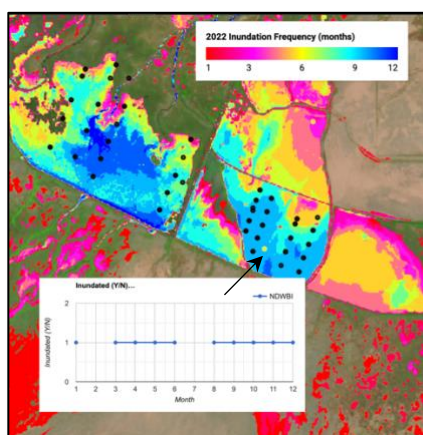 2022 Inundation Frequency (months)
1 3 6 9 12
Inundated (Y/N)....
NDWBI
2
1
0
Inundated (Y/N)
1 2 3 4 5 6 7 8 9 10 11 12
Month